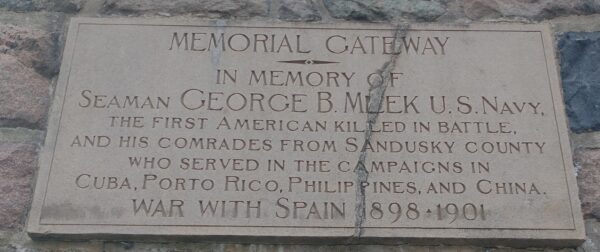 MEMORIAL GATEWAY
IN MEMORY OF
SEAMAN GEORGE B. MEEK U.S. NAVY,
THE FIRST AMERICAN KILLED IN BATTLE,
AND HIS COMRADES FROM SANDUSKY COUNTY
WHO SERVED IN THE CAMPAIGNS IN
CUBA, PORTO RICO, PHILIPPINES, AND CHINA.
WAR WITH SPAIN 1898-1901